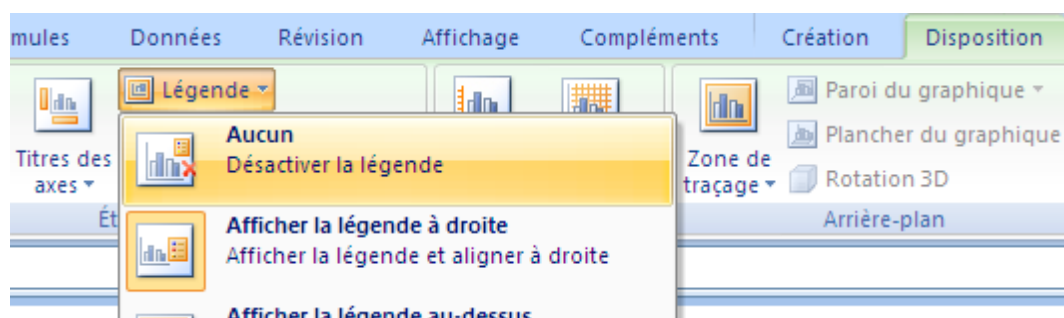 mules Données Révision Affichage Compléments Création Disposition
Légende
Paroi du graphique
Aucun
Désactiver la légende
Plancher du graphique
Titres des axes
Zone de traçage
Rotation 3D
Ét
Arrière-plan
Afficher la légende à droite
Afficher la légende et aligner à droite
Afficher la légende au-dessus